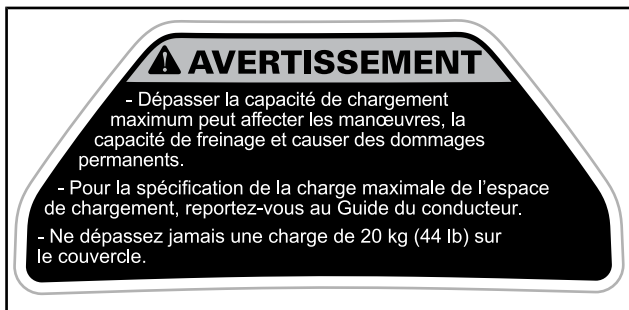 AVERTISSEMENT
- Dépasser la capacité de chargement
maximum peut affecter les manœuvres, la
capacité de freinage et causer des dommages
permanents.
- Pour la spécification de la charge maximale de l'espace
de chargement, reportez-vous au Guide du conducteur.
- Ne dépassez jamais une charge de 20 kg (44 lb) sur
le couvercle.